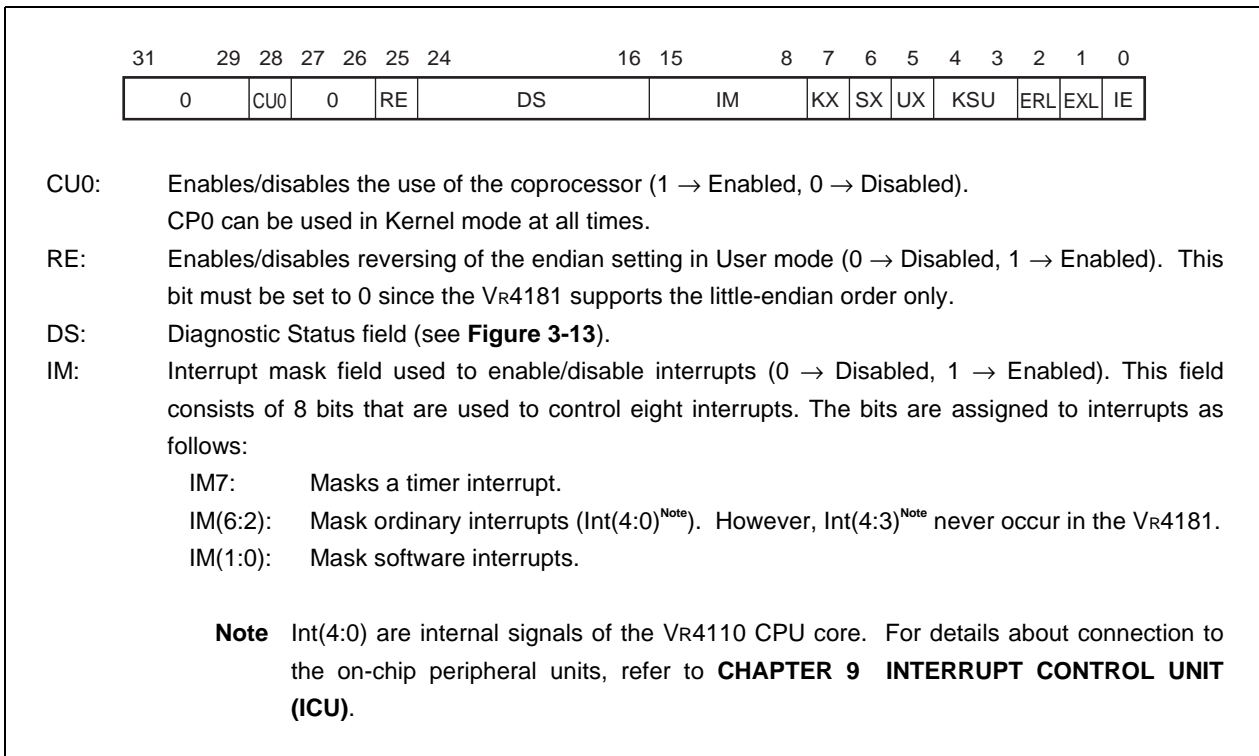 31 29 28 27 26 25 24 16 15 8 7 6 5 4 3 2 1 0
0 CU0 0 RE DS IM KX SX UX KSU ERL EXL IE
CU0: Enables/disables the use of the coprocessor (1 → Enabled, 0 → Disabled).
CP0 can be used in Kernel mode at all times.
RE: Enables/disables reversing of the endian setting in User mode (0 → Disabled, 1 → Enabled). This
bit must be set to 0 since the VR4181 supports the little-endian order only.
DS: Diagnostic Status field (see Figure 3-13).
IM: Interrupt mask field used to enable/disable interrupts (0 → Disabled, 1 → Enabled). This field
consists of 8 bits that are used to control eight interrupts. The bits are assigned to interrupts as
follows:
IM7: Masks a timer interrupt.
IM(6:2): Mask ordinary interrupts (Int(4:0)Note). However, Int(4:3)Note never occur in the VR4181.
IM(1:0): Mask software interrupts.
Note Int(4:0) are internal signals of the VR4110 CPU core. For details about connection to
the on-chip peripheral units, refer to CHAPTER 9 INTERRUPT CONTROL UNIT
(ICU).